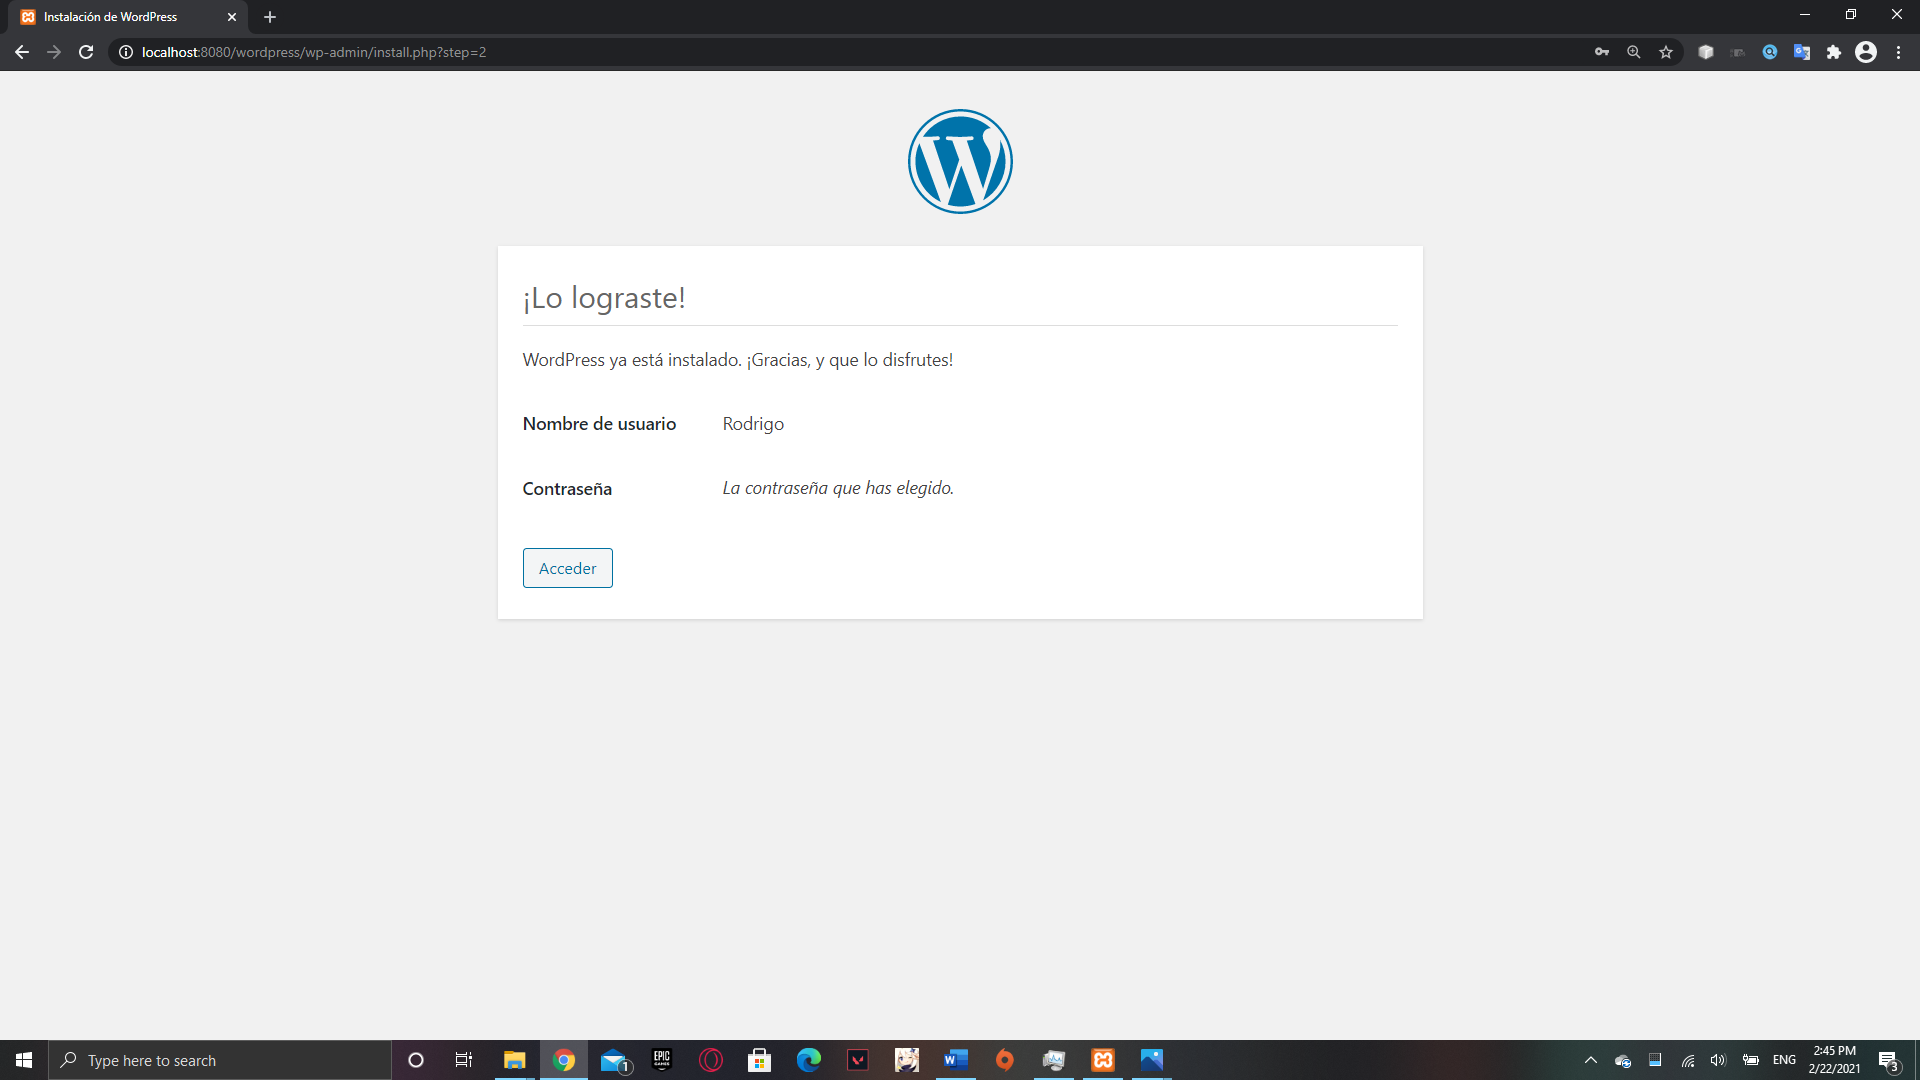 Instalación de WordPress
localhost:8080/wordpress/wp-admin/install.php?step=2
¡Lo lograste!
WordPress ya está instalado. ¡Gracias, y que lo disfrutes!
Nombre de usuario Rodrigo
Contraseña La contraseña que has elegido.
Acceder
Type here to search
1
EPIC
GAMES
ENG
2:45 PM
2/22/2021
3